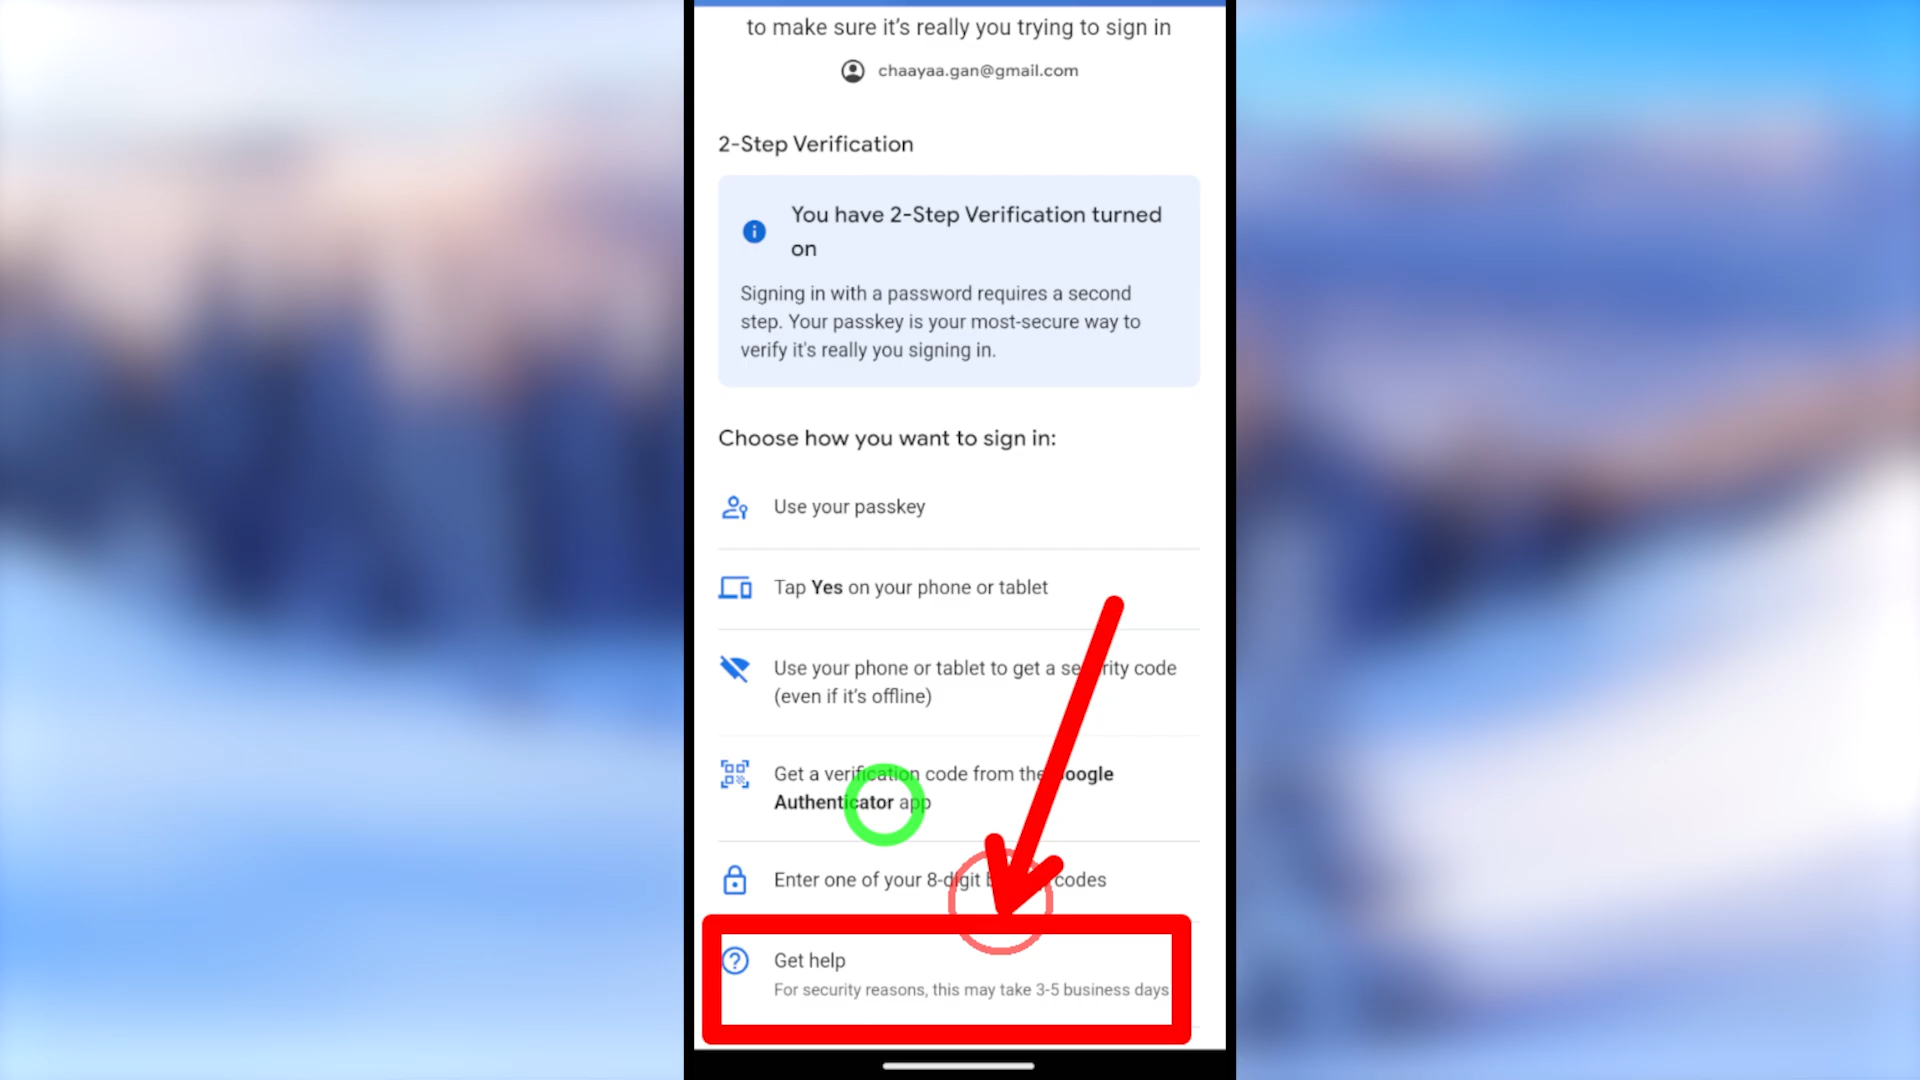 to make sure it's really you trying to sign in
chaayaa.gan@gmail.com
2-Step Verification
You have 2-Step Verification turned
on
Signing in with a password requires a second
step. Your passkey is your most-secure way to
verify it's really you signing in.
Choose how you want to sign in:
Use your passkey
Tap Yes on your phone or tablet
Use your phone or tablet to get a security code
(even if it's offline)
Get a verification code from the Google
Authenticator app
Enter one of your 8-digit codes
Get help
For security reasons, this may take 3-5 business days